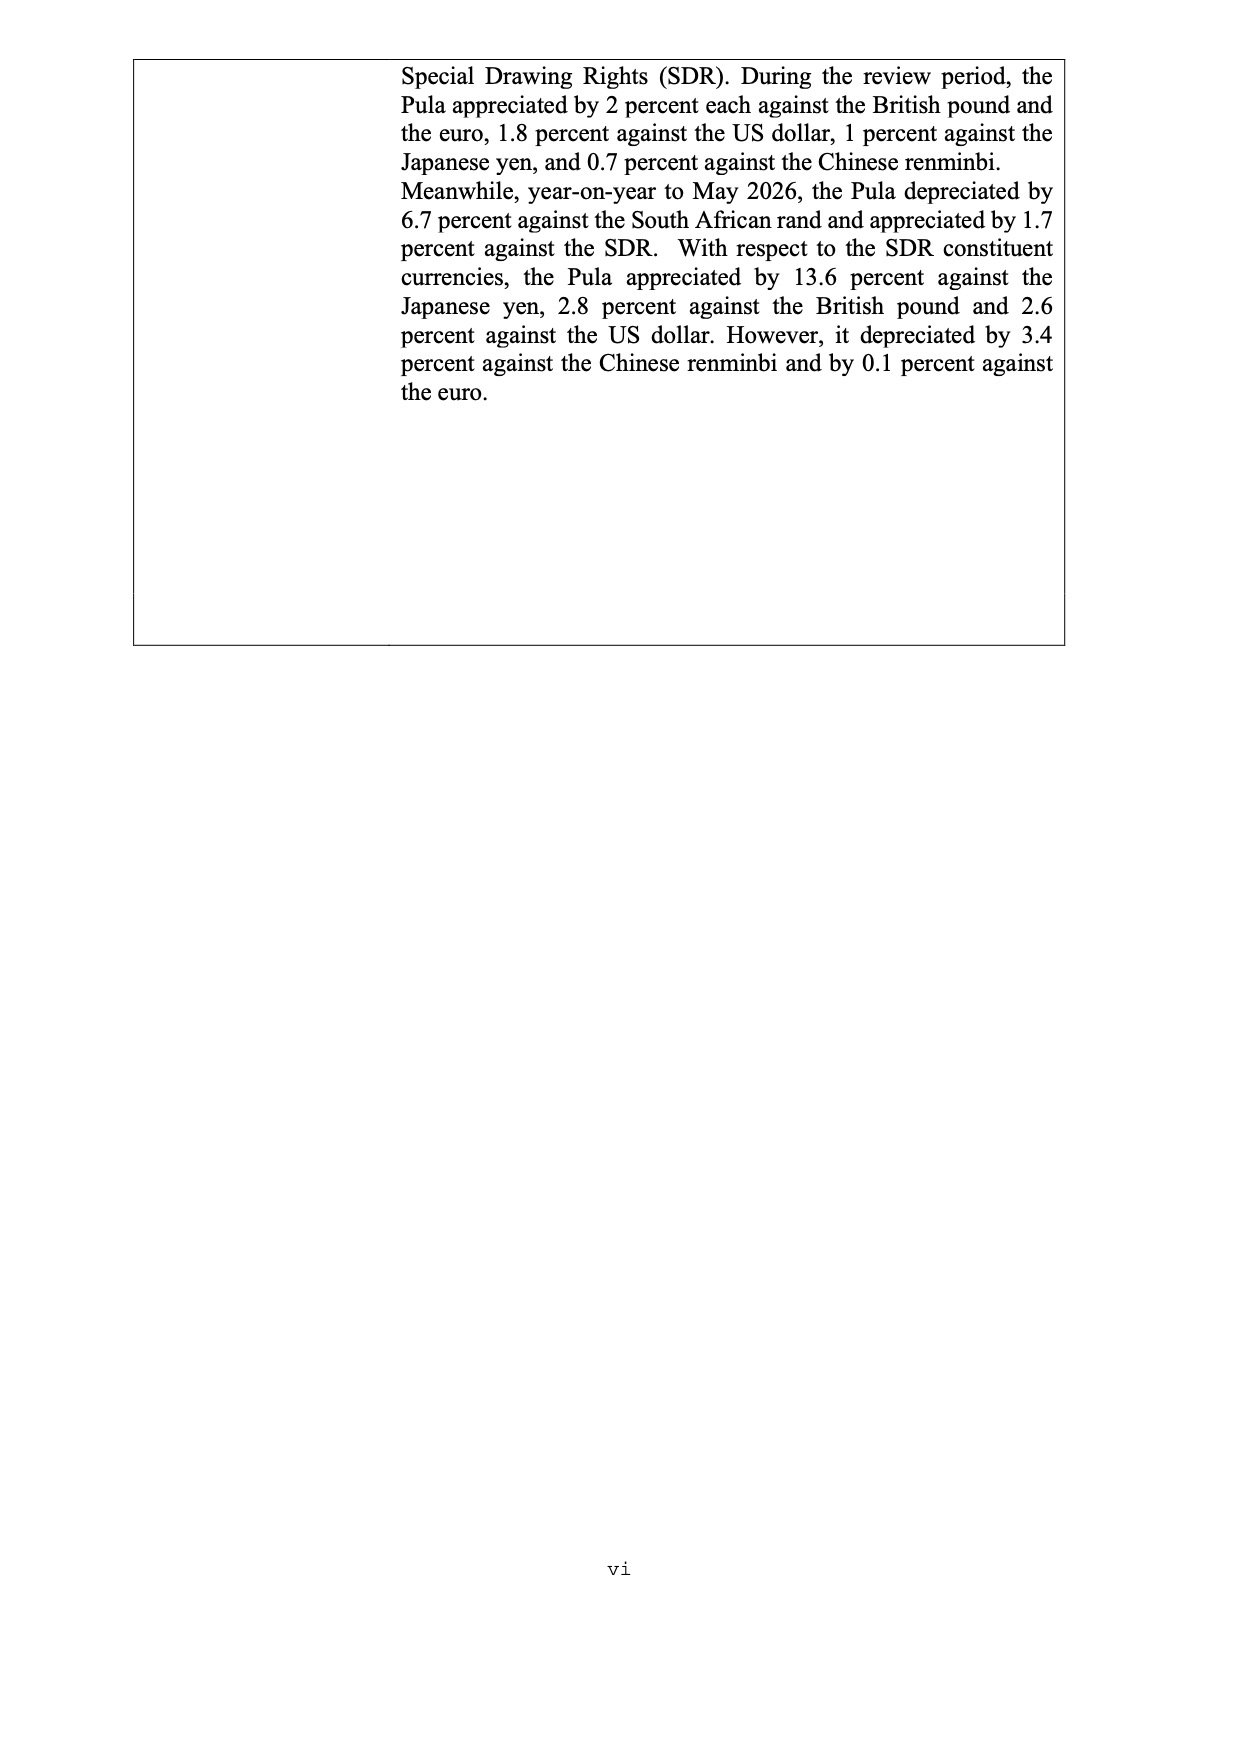 Special Drawing Rights (SDR). During the review period, the
Pula appreciated by 2 percent each against the British pound and
the euro, 1.8 percent against the US dollar, 1 percent against the
Japanese yen, and 0.7 percent against the Chinese renminbi.
Meanwhile, year-on-year to May 2026, the Pula depreciated by
6.7 percent against the South African rand and appreciated by 1.7
percent against the SDR.  With respect to the SDR constituent
currencies, the Pula appreciated by 13.6 percent against the
Japanese yen, 2.8 percent against the British pound and 2.6
percent against the US dollar. However, it depreciated by 3.4
percent against the Chinese renminbi and by 0.1 percent against
the euro.
vi